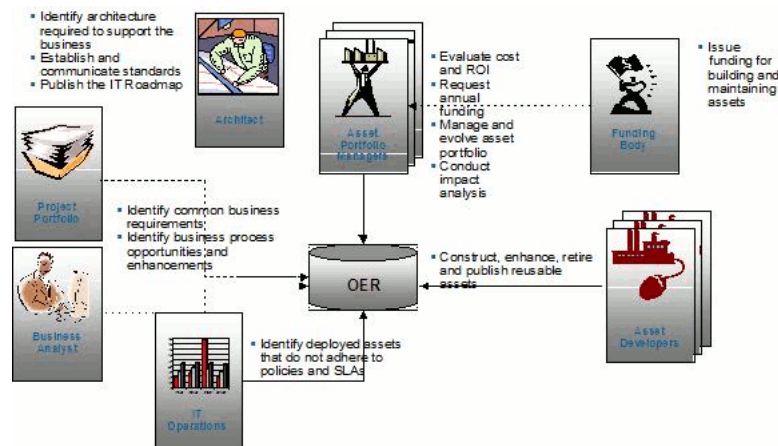 ▪ Identify architecture
required to support the
business
▪ Establish and
communicate standards
▪ Publish the IT Roadmap
Architect
Asset
Portfolio
Managers
▪ Evaluate cost
and ROI
▪ Request
annual
funding
▪ Manage and
evolve asset
portfolio
▪ Conduct
impact
analysis
Funding
Body
▪ Issue
funding for
building and
maintaining
assets
Project
Portfolio
▪ Identify common business
requirements
▪ Identify business process
opportunities and
enhancements
OER
▪ Construct, enhance, retire
and publish reusable
assets
Asset
Developers
Business
Analyst
▪ Identify deployed assets
that do not adhere to
policies and SLAs
IT
Operations